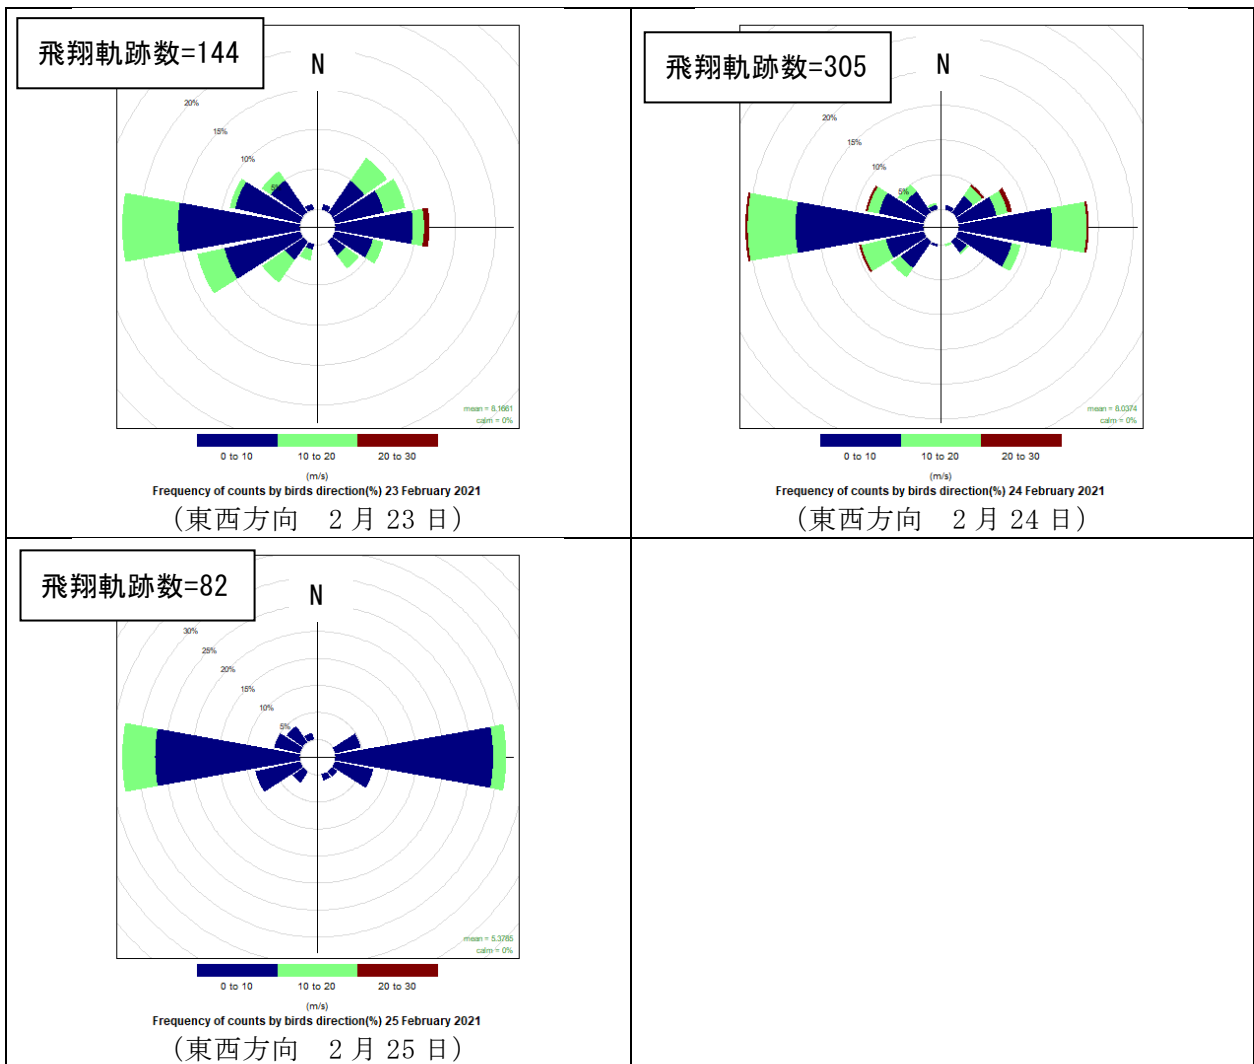 飛翔軌跡数=144
N
20%
15%
10%
5%
mean = 8.1661
calm = 0%
0 to 10 10 to 20 20 to 30
(m/s)
Frequency of counts by birds direction(%) 23 February 2021
(東西方向 2月23日)
飛翔軌跡数=305
N
20%
15%
10%
5%
mean = 8.0374
calm = 0%
0 to 10 10 to 20 20 to 30
(m/s)
Frequency of counts by birds direction(%) 24 February 2021
(東西方向 2月24日)
飛翔軌跡数=82
N
30%
25%
20%
15%
10%
5%
mean = 5.3785
calm = 0%
0 to 10 10 to 20 20 to 30
(m/s)
Frequency of counts by birds direction(%) 25 February 2021
(東西方向 2月25日)